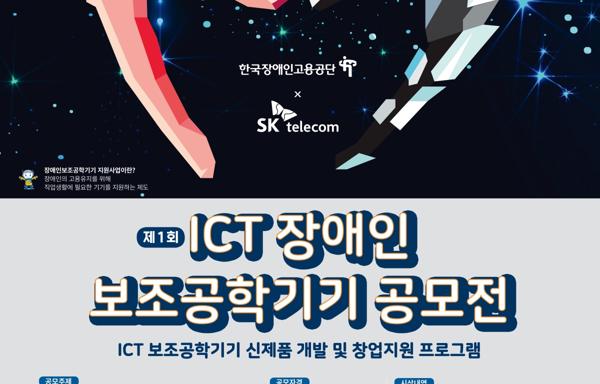 한국장애인고용공단
×
SK telecom
장애인보조공학기기 지원사업이란?
장애인의 고용유지를 위해
직업생활에 필요한 기기를 지원하는 제도
제1회 ICT 장애인
보조공학기기 공모전
ICT 보조공학기기 신제품 개발 및 창업지원 프로그램
공모주제 공모자격 시상내역